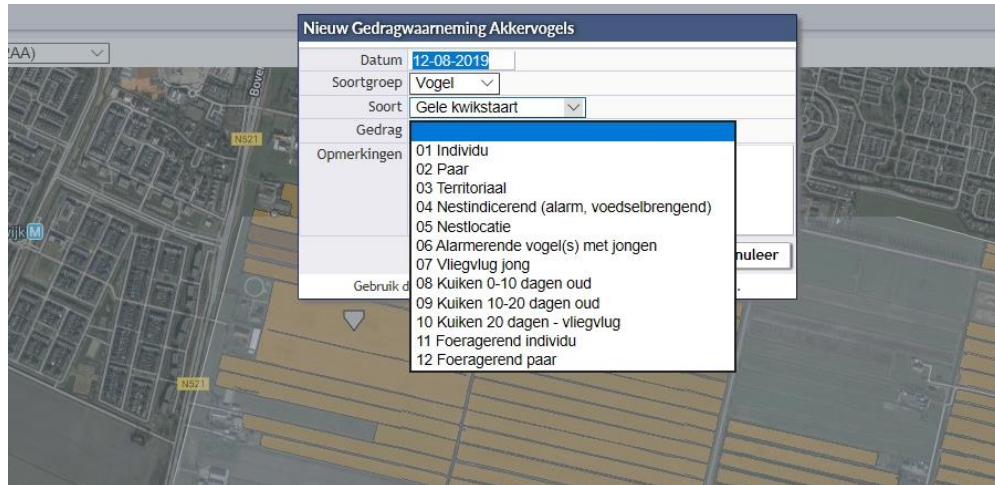 Nieuw Gedragwaarneming Akkervogels
2AA)
Datum 12-08-2019
Soortgroep Vogel
Soort Gele kwikstaart
Gedrag
Opmerkingen
01 Individu
02 Paar
03 Territoriaal
04 Nestindicerend (alarm, voedselbrengend)
05 Nestlocatie
06 Alarmerende vogel(s) met jongen
07 Vliegvlug jong
08 Kuiken 0-10 dagen oud
09 Kuiken 10-20 dagen oud
10 Kuiken 20 dagen - vliegvlug
11 Foeragerend individu
12 Foeragerend paar
nuleer
Gebruik d
Boven
N521
ijk M
N521